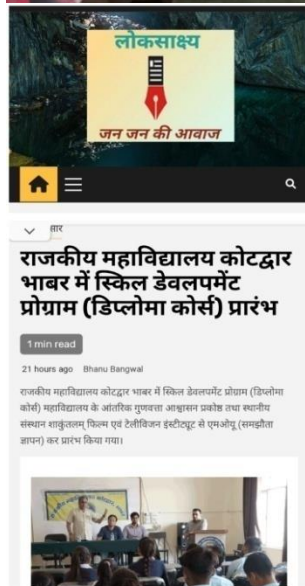 लोकसाक्ष्य
जन जन की आवाज
सार
राजकीय महाविद्यालय कोटद्वार
भाबर में स्किल डेवलपमेंट
प्रोग्राम (डिप्लोमा कोर्स) प्रारंभ
1 min read
21 hours ago Bhanu Bangwal
राजकीय महाविद्यालय कोटद्वार भाबर में स्किल डेवलपमेंट प्रोग्राम (डिप्लोमा
कोर्स) महाविद्यालय के आंतरिक गुणवत्ता आश्वासन प्रकोष्ठ तथा स्थानीय
संस्थान शाकुंतलम् फिल्म एवं टेलीविजन इंस्टीट्यूट से एमओयू (समझौता
ज्ञापन) कर प्रारंभ किया गया।